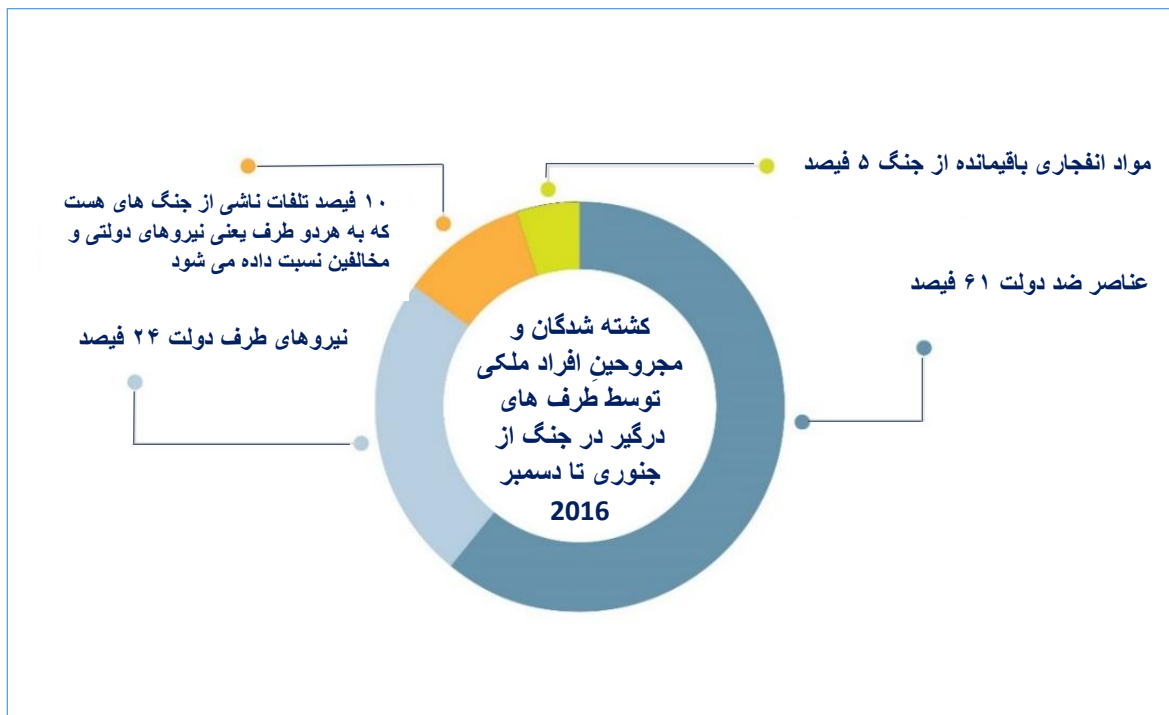 مواد انفجاری باقیمانده از جنگ ۵ فیصد
۱۰ فیصد تلفات ناشی از جنگ های هست
که به هردو طرف یعنی نیروهای دولتی و
مخالفین نسبت داده می شود
عناصر ضد دولت ۶۱ فیصد
نیروهای طرف دولت ۲۴ فیصد
کشته شدگان و
مجروحینِ افراد ملکی
توسط طرف های
درگیر در جنگ از
جنوری تا دسمبر
2016